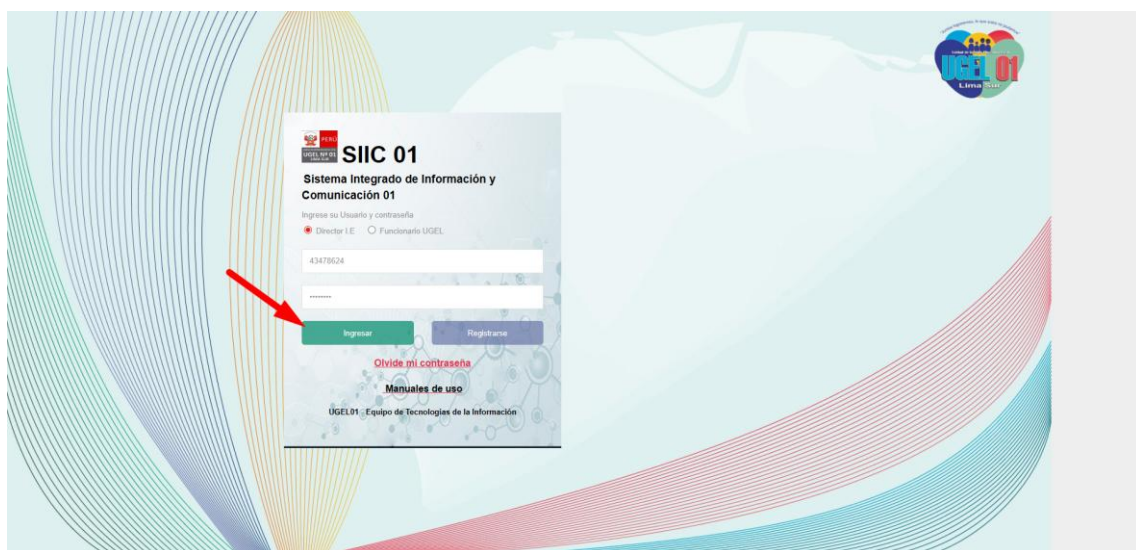 UGEL 01
Lima Sur
PERÚ
UGEL Nº 01
SIIC 01
Sistema Integrado de Información y
Comunicación 01
Ingrese su Usuario y contraseña
Director I.E Funcionario UGEL
43478624
········
Ingresar Registrarse
Olvide mi contraseña
Manuales de uso
UGEL01 - Equipo de Tecnologias de la Información